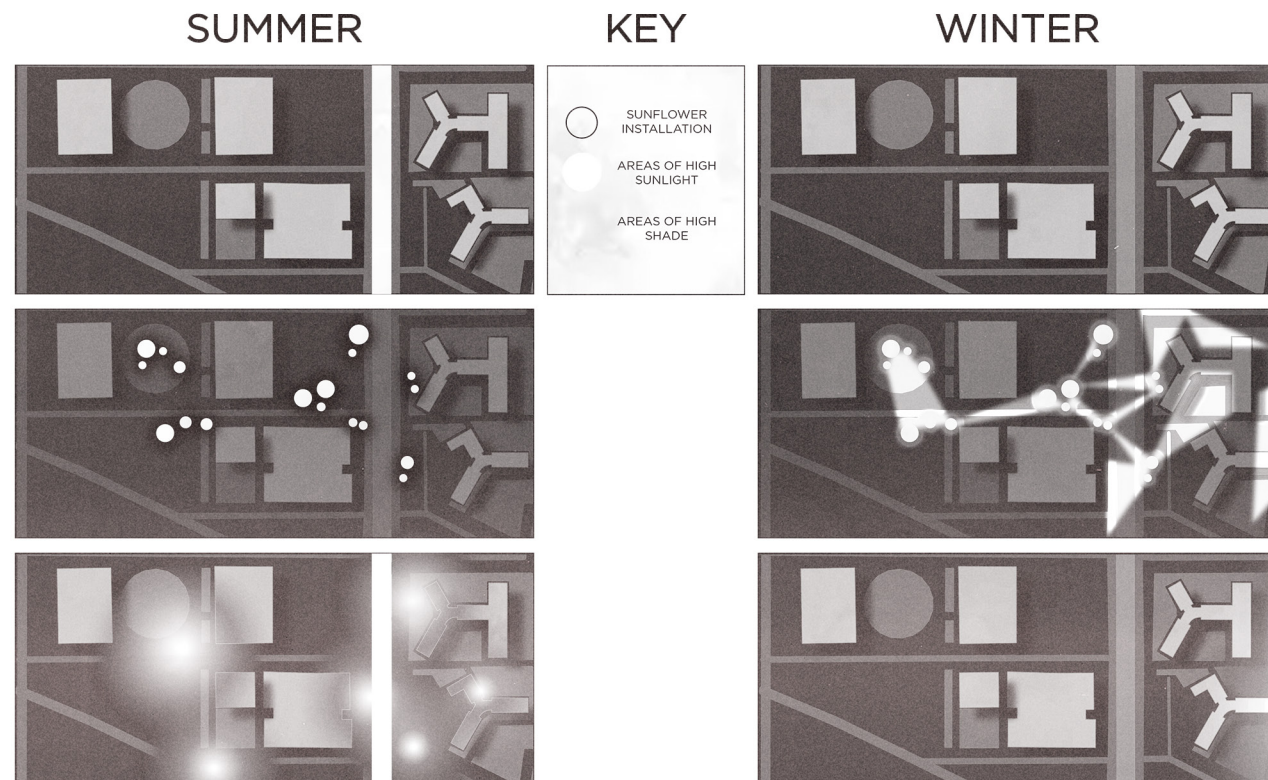 SUMMER
KEY
WINTER
SUNFLOWER
INSTALLATION
AREAS OF HIGH
SUNLIGHT
AREAS OF HIGH
SHADE